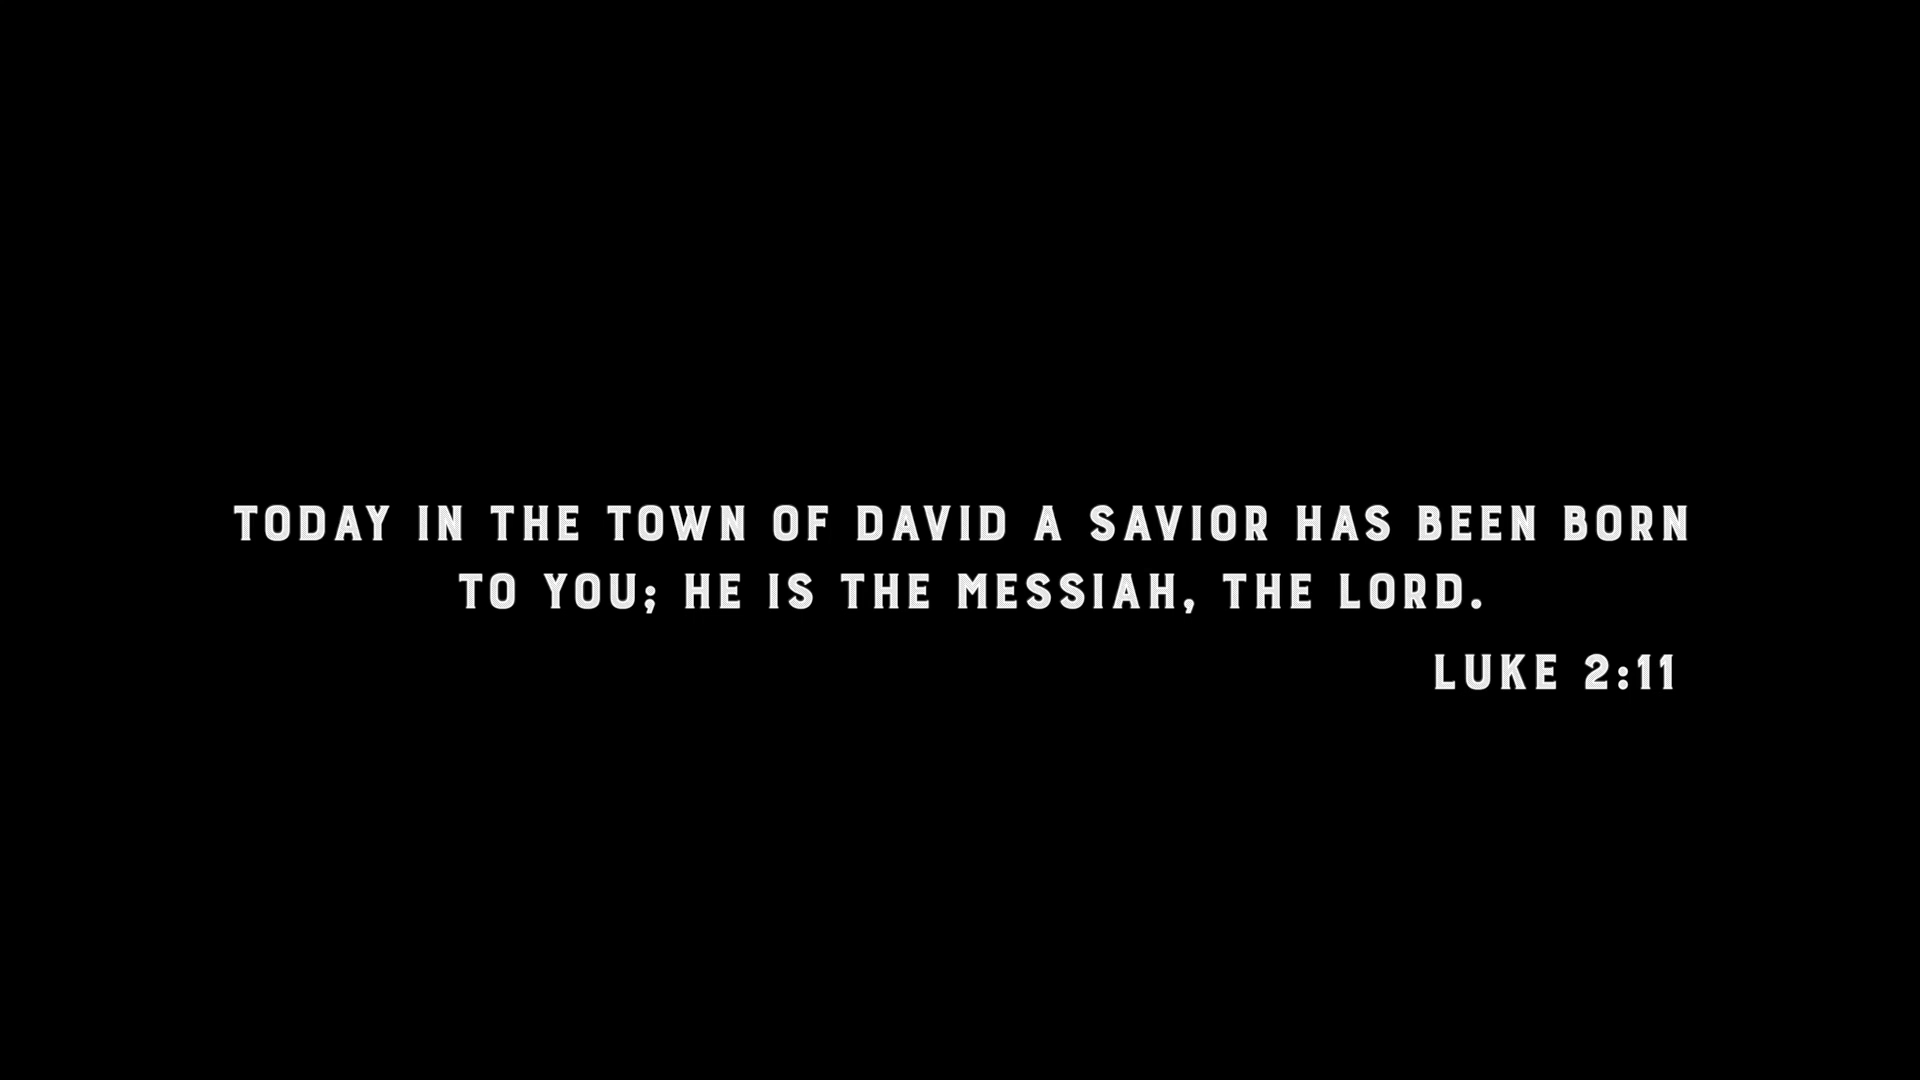 TODAY IN THE TOWN OF DAVID A SAVIOR HAS BEEN BORN
TO YOU; HE IS THE MESSIAH, THE LORD.
LUKE 2:11